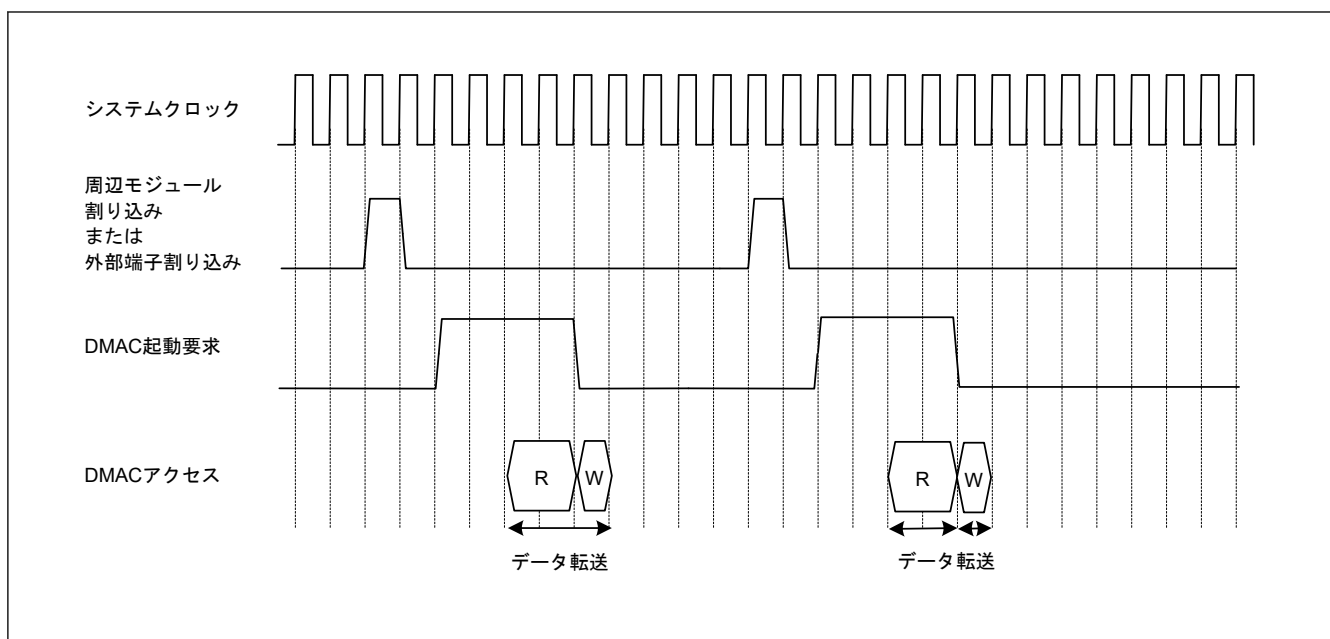 システムクロック
周辺モジュール
割り込み
または
外部端子割り込み
DMAC起動要求
DMACアクセス
R
W
R
W
データ転送
データ転送